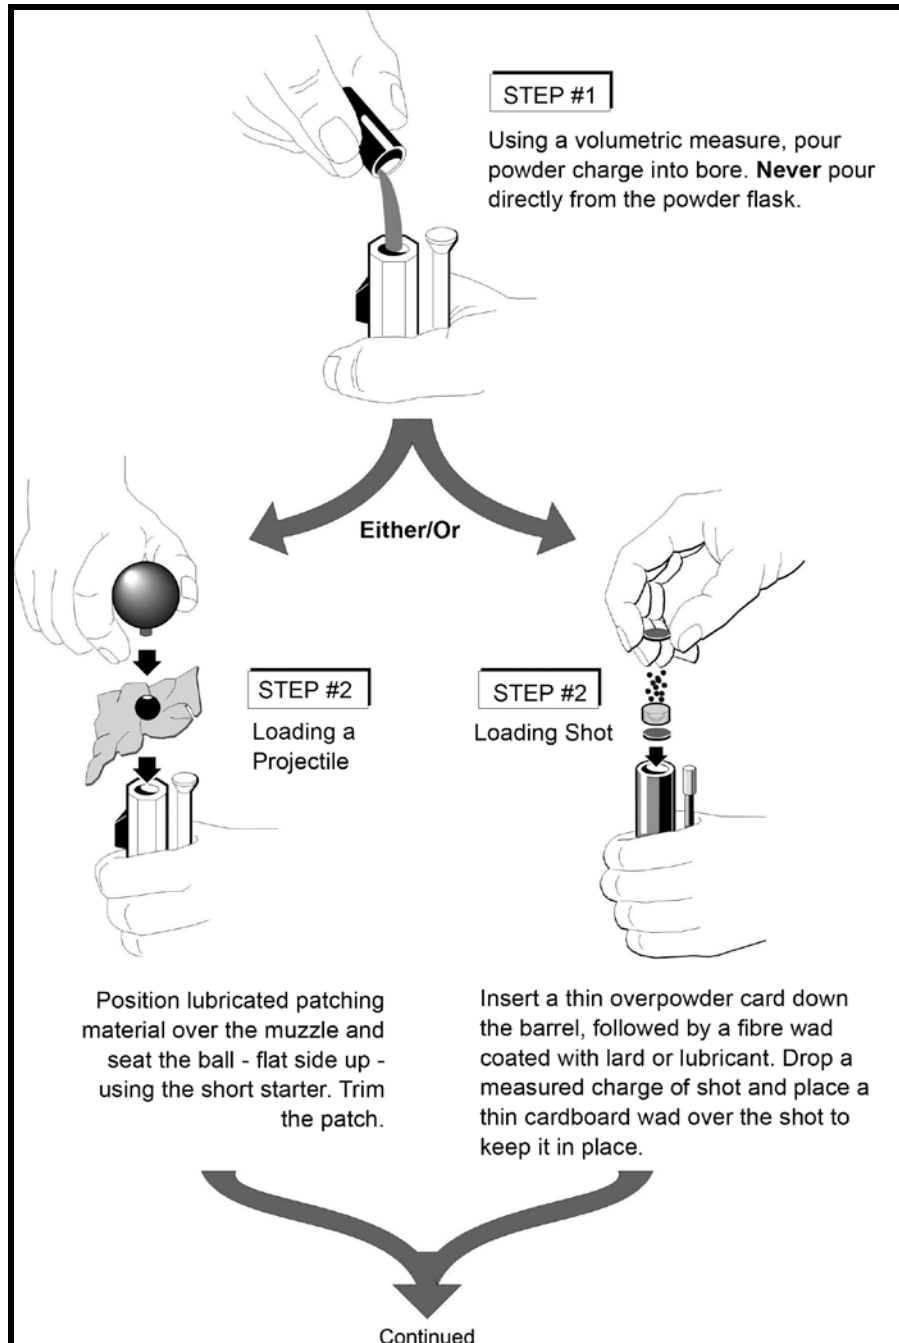 STEP #1
Using a volumetric measure, pour
powder charge into bore. Never pour
directly from the powder flask.
Either/Or
STEP #2
Loading a
Projectile
STEP #2
Loading Shot
Position lubricated patching
material over the muzzle and
seat the ball - flat side up -
using the short starter. Trim
the patch.
Insert a thin overpowder card down
the barrel, followed by a fibre wad
coated with lard or lubricant. Drop a
measured charge of shot and place a
thin cardboard wad over the shot to
keep it in place.
Continued